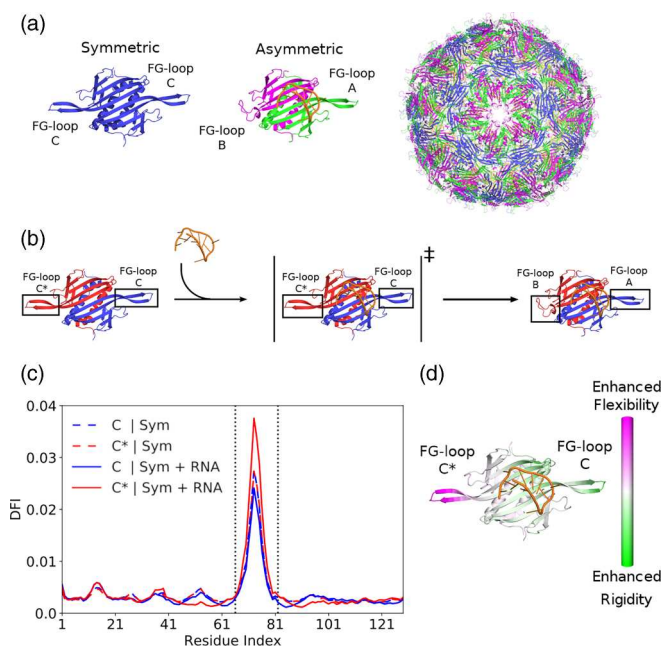 (a)
Symmetric
FG-loop
C
FG-loop
C
Asymmetric
FG-loop
A
FG-loop
B
(b)
FG-loop
C*
FG-loop
C
FG-loop
C*
FG-loop
C
‡
FG-loop
B
FG-loop
A
(c)
0.04
0.03
0.02
0.01
0.0
DFI
C | Sym
C* | Sym
C | Sym + RNA
C* | Sym + RNA
1
21
41
61
81
101
121
Residue Index
(d)
Enhanced
Flexibility
FG-loop
C*
FG-loop
C
Enhanced
Rigidity